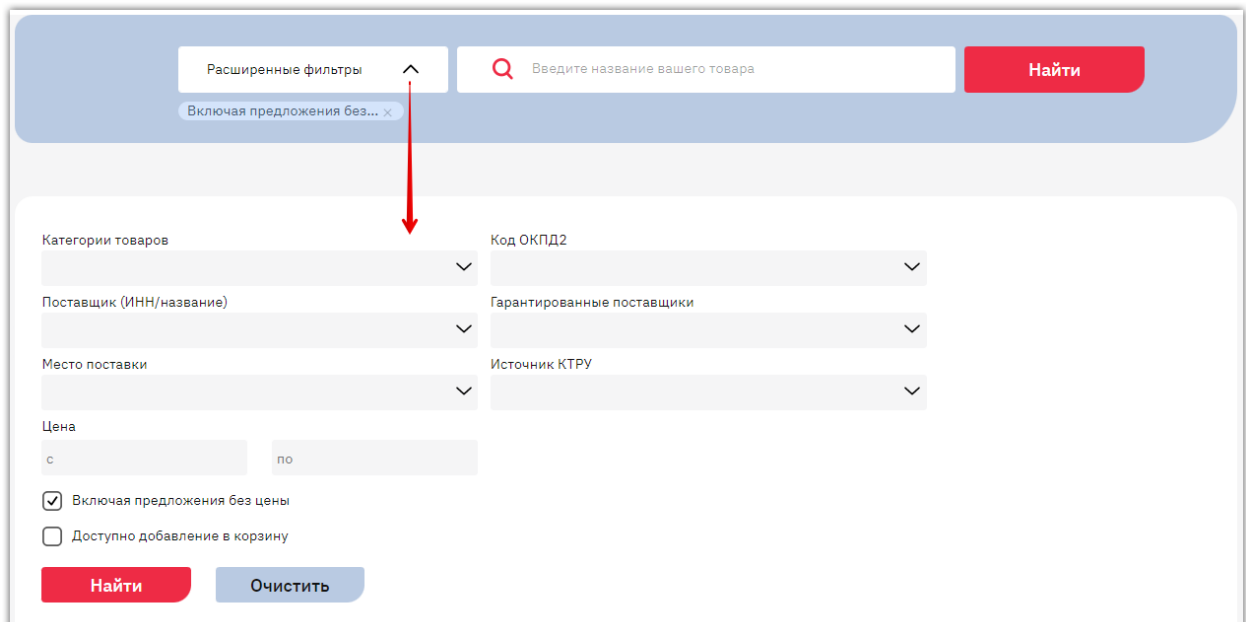 Расширенные фильтры
Введите название вашего товара
Найти
Включая предложения без... ×
Категории товаров
Код ОКПД2
Поставщик (ИНН/название)
Гарантированные поставщики
Место поставки
Источник КТРУ
Цена
с
по
Включая предложения без цены
Доступно добавление в корзину
Найти
Очистить